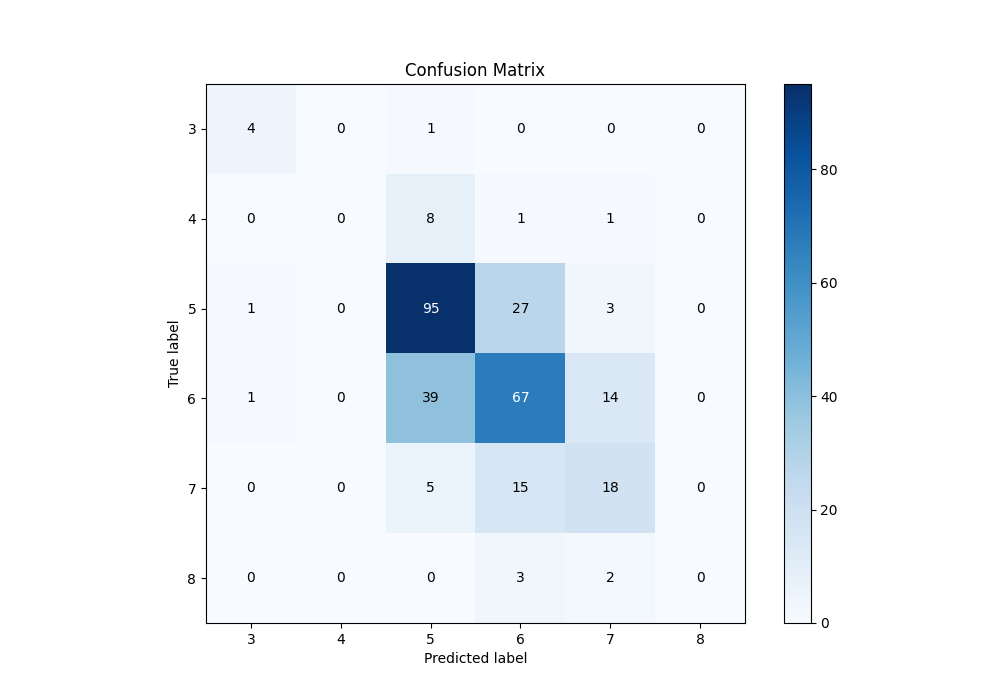 Confusion Matrix
3 4 0 1 0 0 0
4 0 0 8 1 1 0
5 1 0 95 27 3 0
6 1 0 39 67 14 0
7 0 0 5 15 18 0
8 0 0 0 3 2 0
3 4 5 6 7 8
Predicted label
True label
80
60
40
20
0